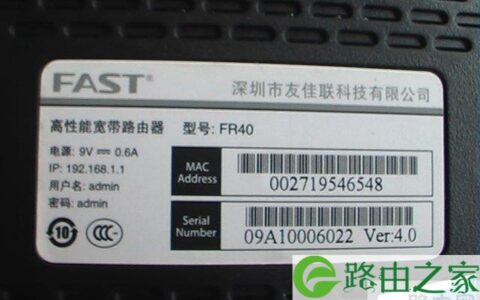 FAST®
深圳市友佳联科技有限公司
高性能宽带路由器 型号: FR40
电源: 9V 0.6A
IP: 192.168.1.1
用户名: admin
密码: admin
MAC Address
002719546548
10
CCC
Serial Number
09A10006022 Ver:4.0
路由之家